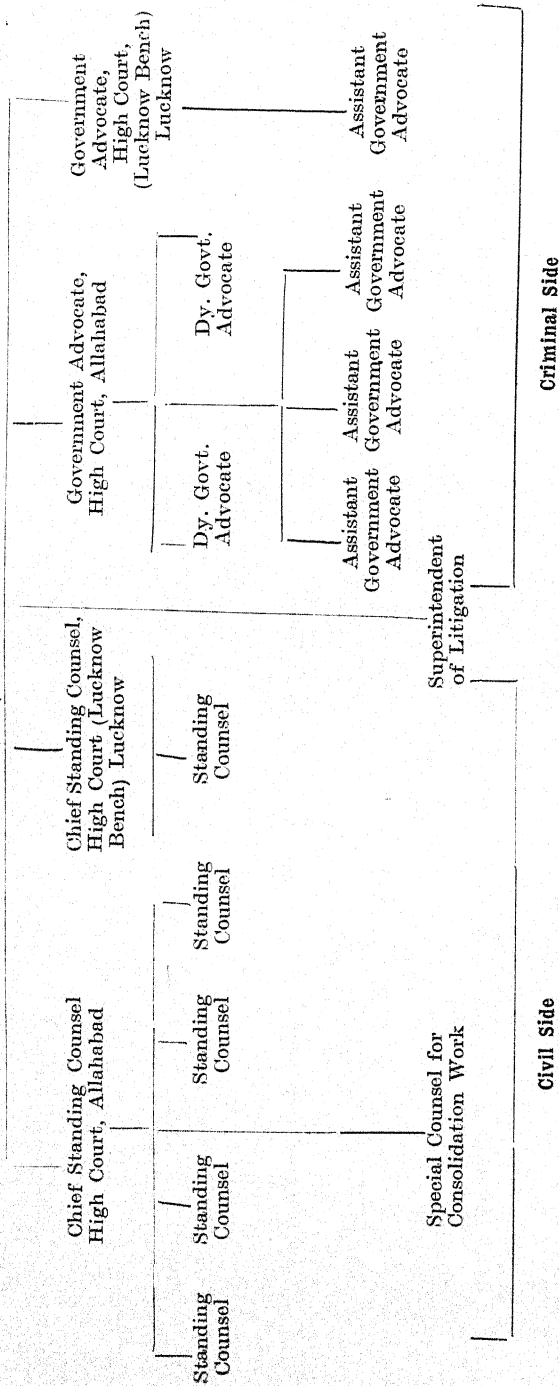 Chief Standing Counsel
High Court, Allahabad
Chief Standing Counsel,
High Court (Lucknow
Bench) Lucknow
Government Advocate,
High Court, Allahabad
Government
Advocate,
High Court,
(Lucknow Bench)
Lucknow
Standing
Counsel
Standing
Counsel
Standing
Counsel
Standing
Counsel
Standing
Counsel
Dy. Govt.
Advocate
Dy. Govt.
Advocate
Assistant
Government
Advocate
Assistant
Government
Advocate
Assistant
Government
Advocate
Assistant
Government
Advocate
Special Counsel for
Consolidation Work
Superintendent
of Litigation
Civil Side
Criminal Side